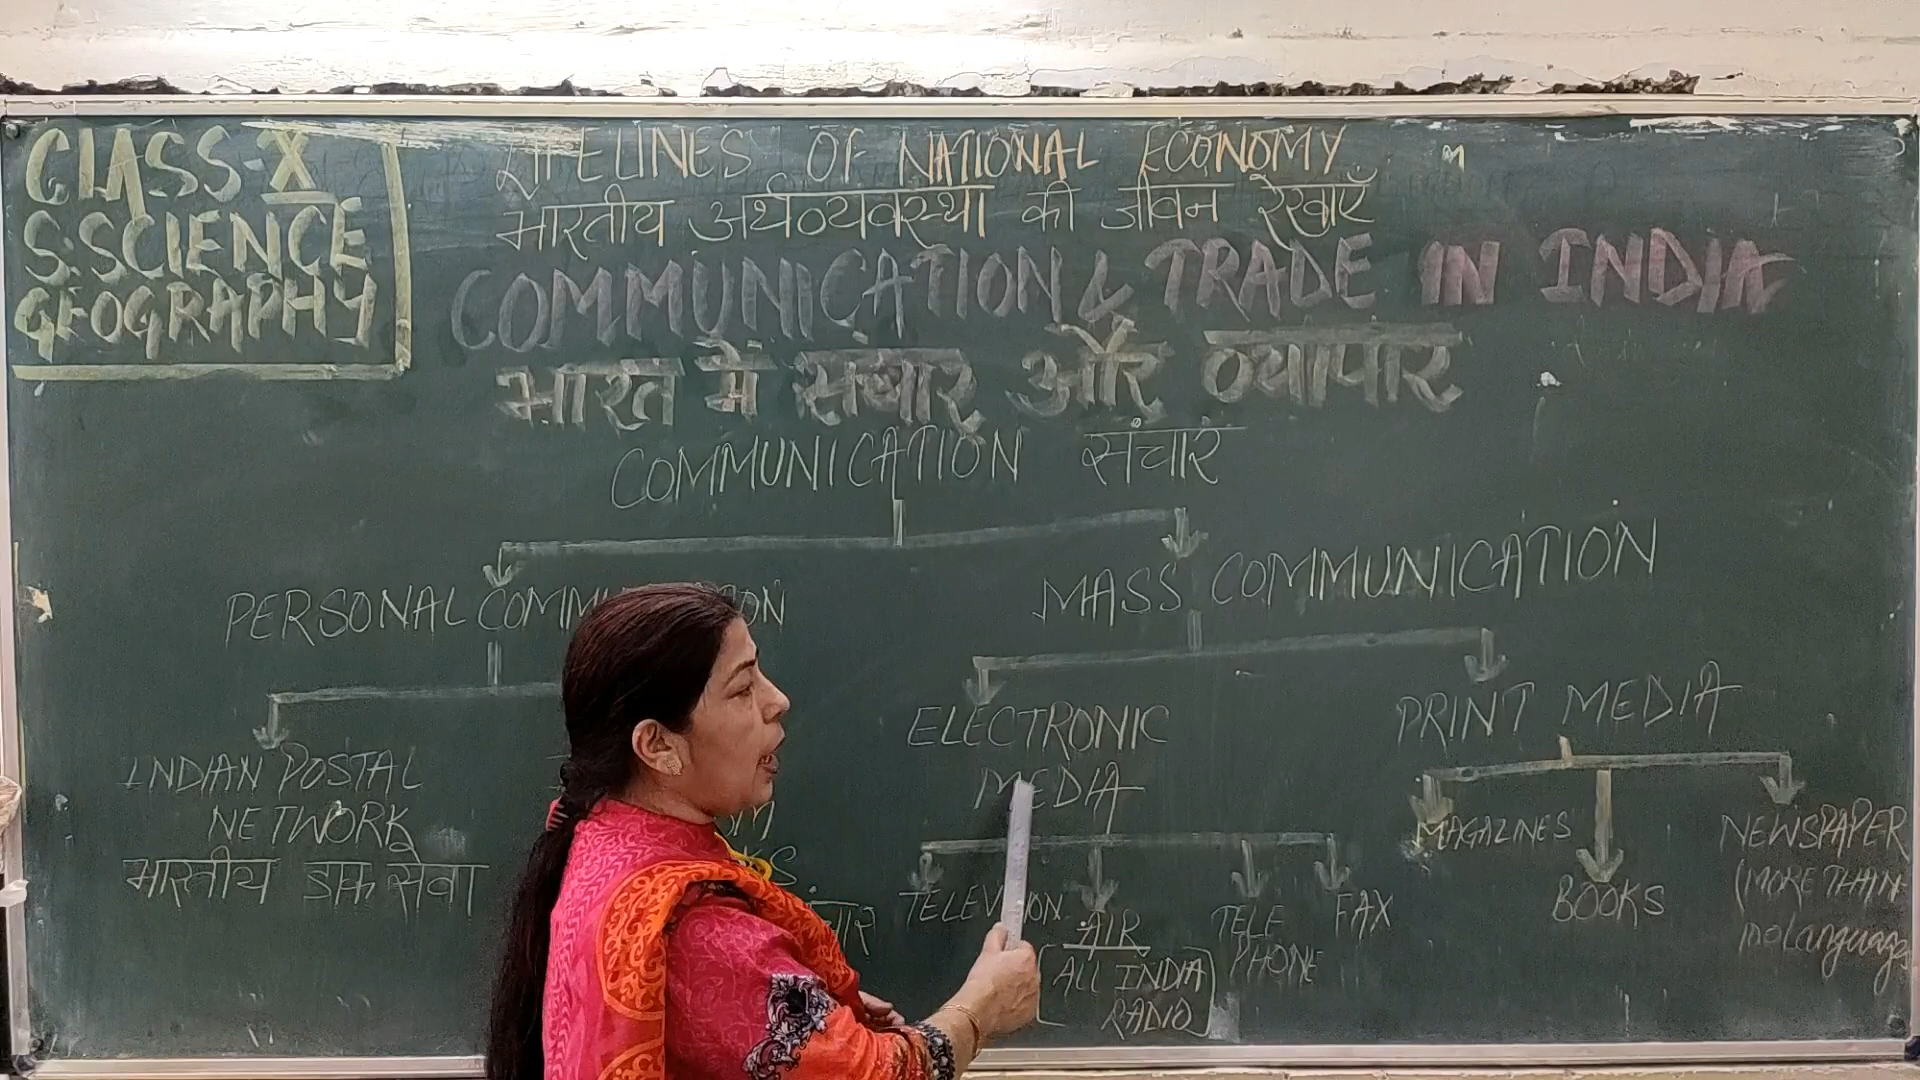 CLASS-X
S.SCIENCE
GEOGRAPHY
LIFELINES OF NATIONAL ECONOMY
भारतीय अर्थव्यवस्था की जीवन रेखाएँ
COMMUNICATION & TRADE IN INDIA
भारत में संचार और व्यापार
COMMUNICATION संचार
PERSONAL
MASS COMMUNICATION
INDIAN POSTAL
NETWORK
भारतीय डाक सेवा
ELECTRONIC
MEDIA
TELEVISION
AIR
[ALL INDIA
RADIO]
TELE
PHONE
FAX
PRINT MEDIA
MAGAZINES
BOOKS
NEWSPAPER
(MORE THAN
100 Languages